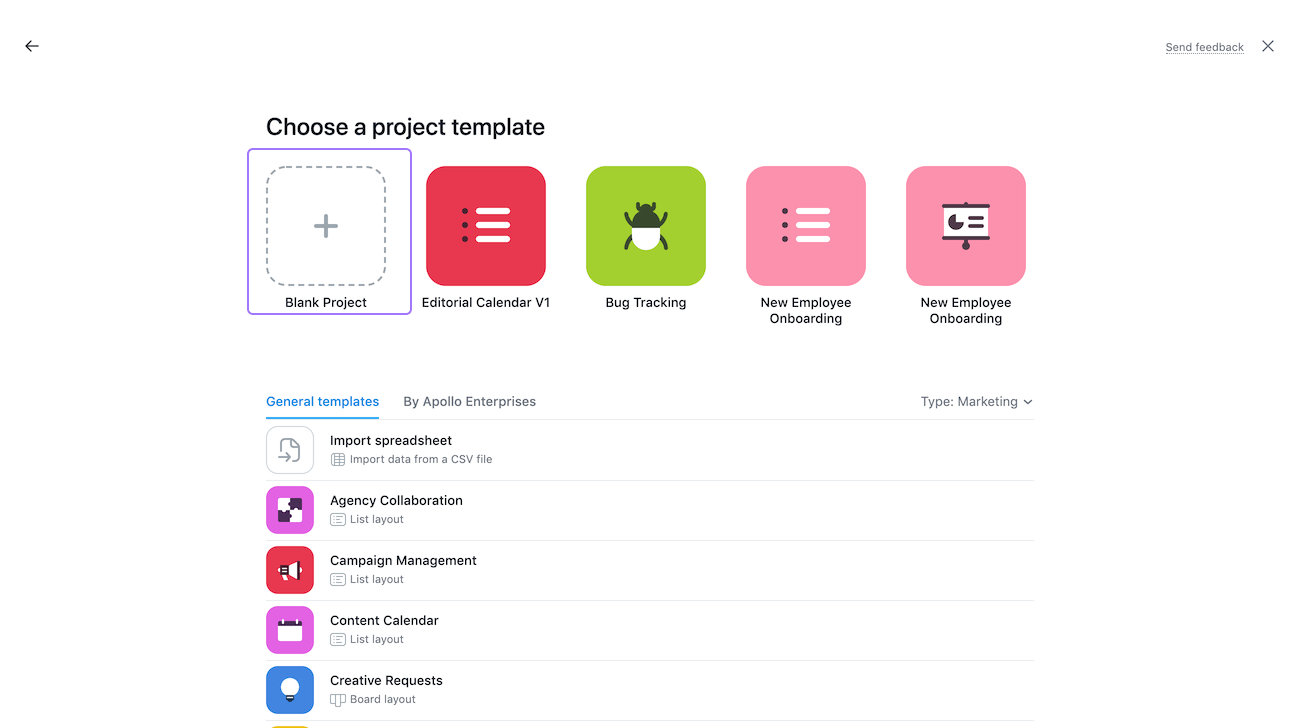 Send feedback
Choose a project template
Blank Project
Editorial Calendar V1
Bug Tracking
New Employee
Onboarding
New Employee
Onboarding
General templates
By Apollo Enterprises
Type: Marketing
Import spreadsheet
Import data from a CSV file
Agency Collaboration
List layout
Campaign Management
List layout
Content Calendar
List layout
Creative Requests
Board layout